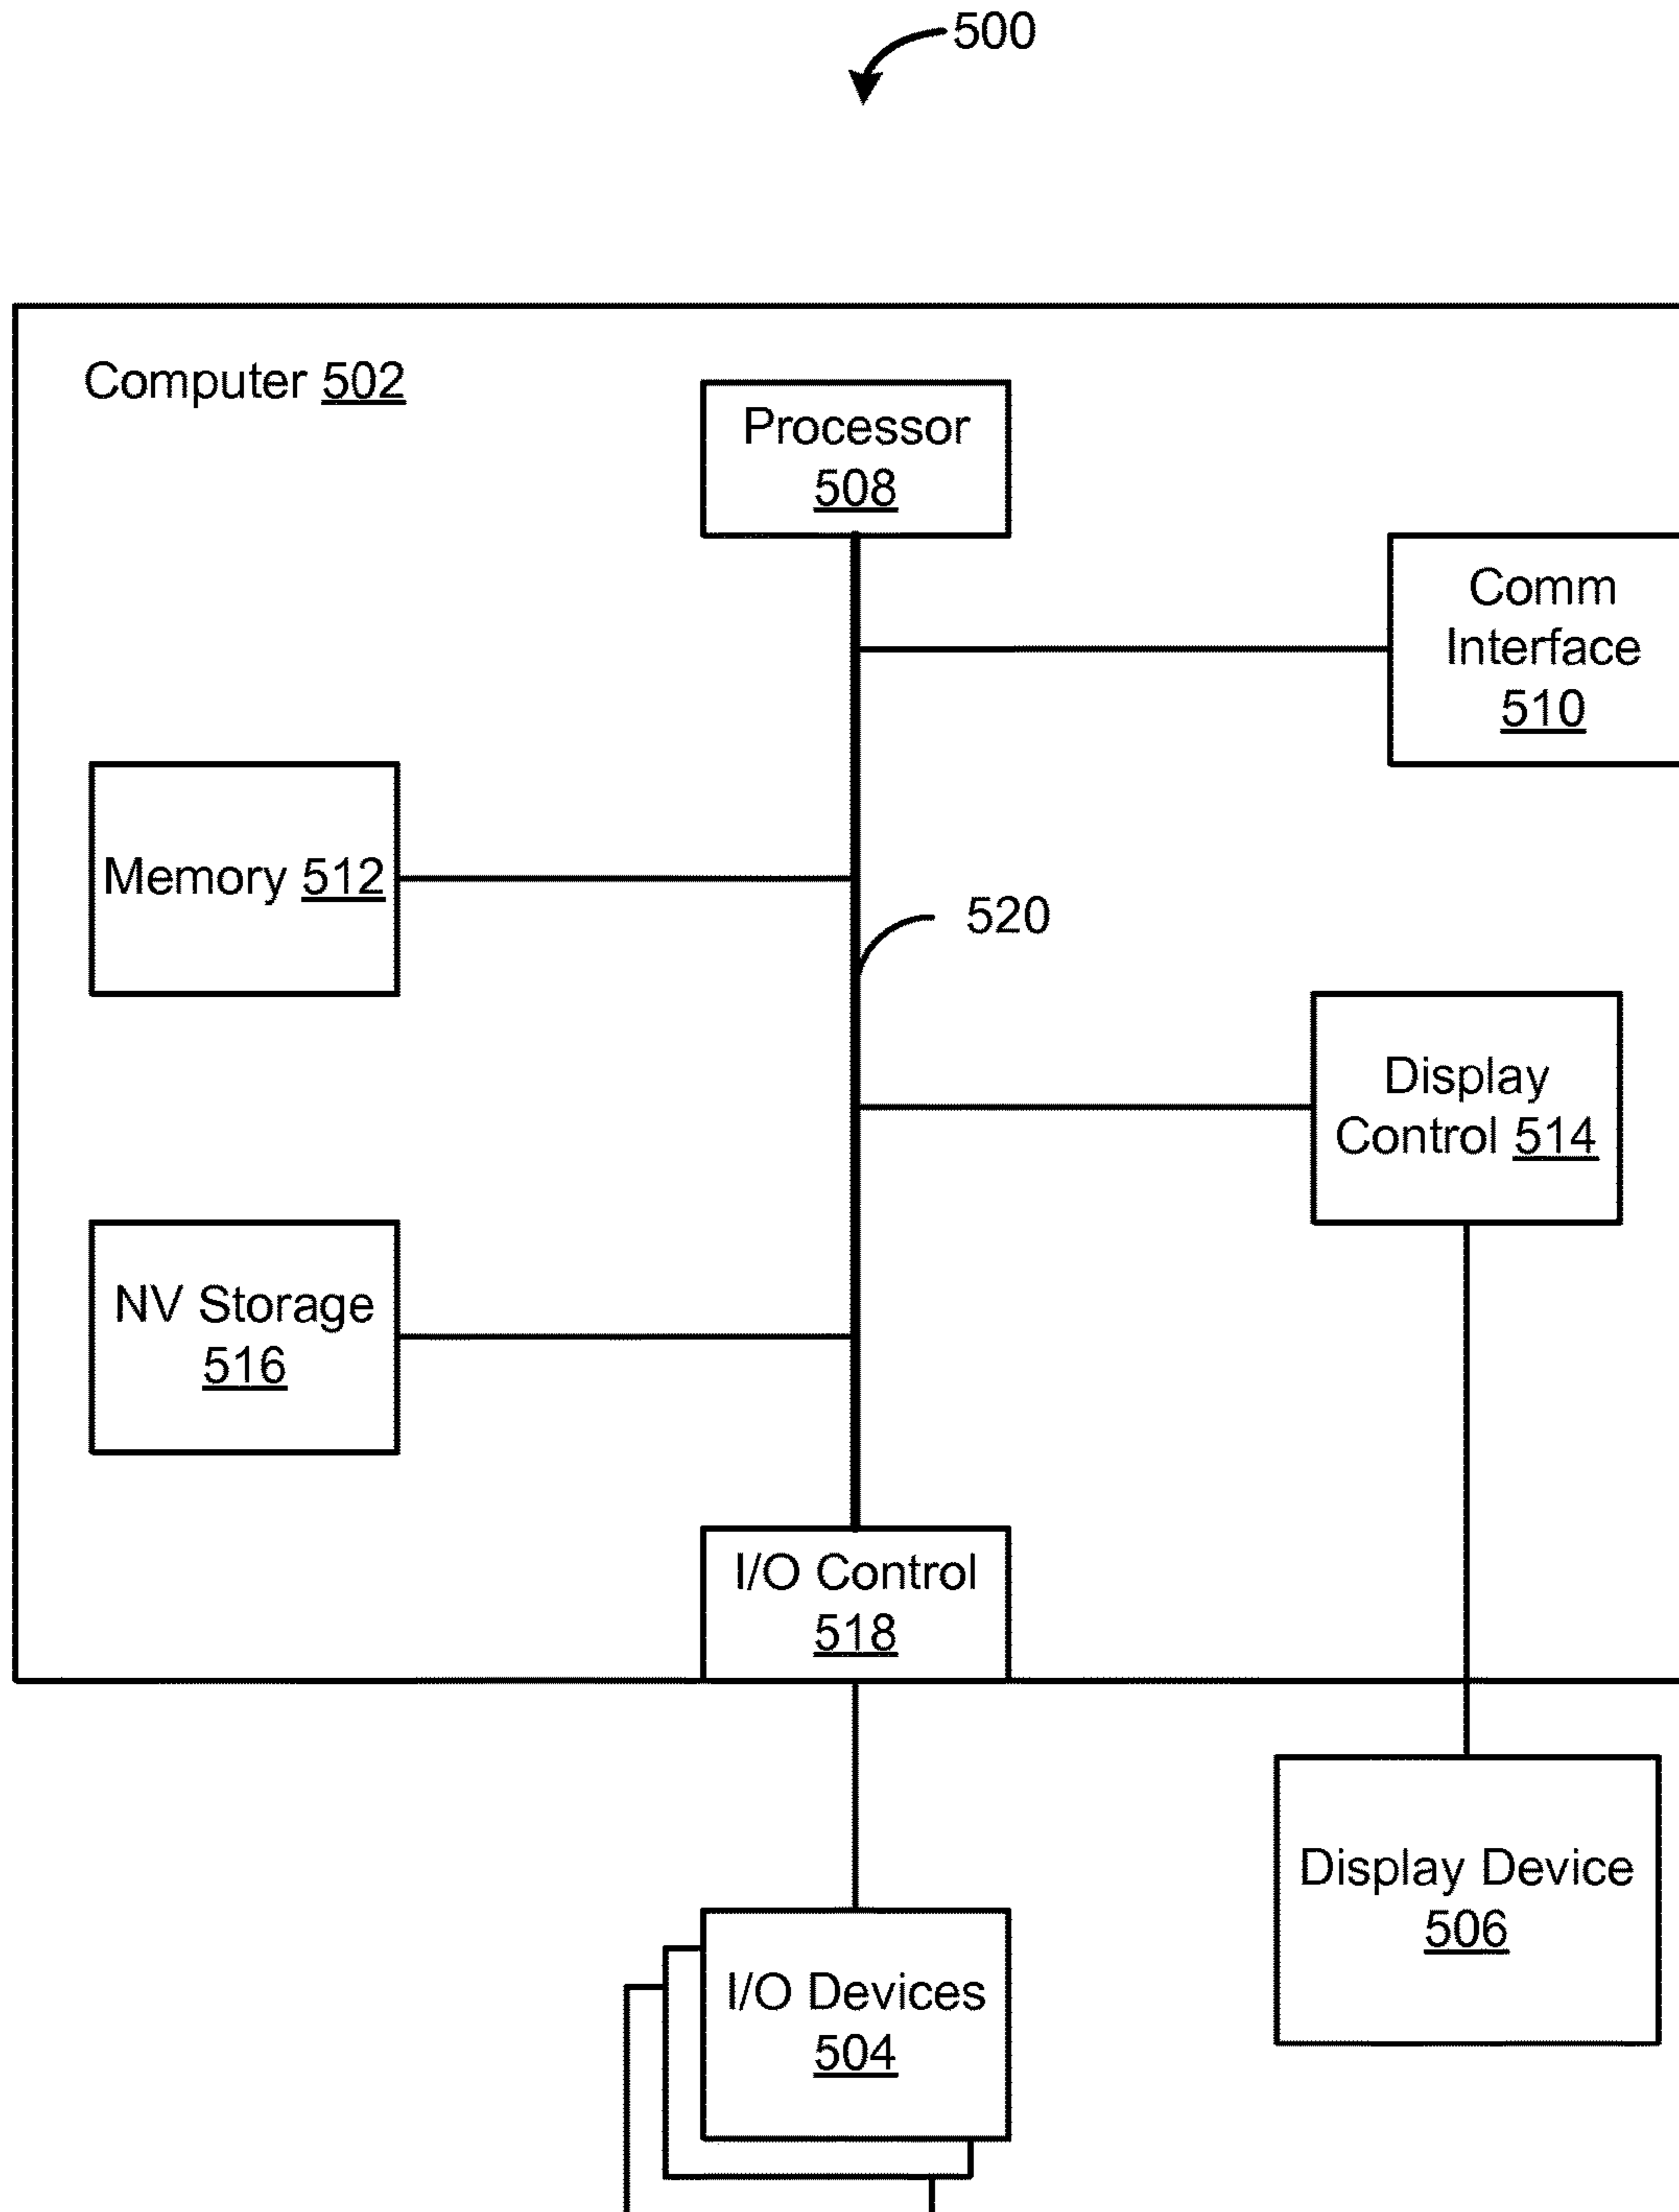 500
Computer 502
Processor
508
Comm
Interface
510
Memory 512
520
Display
Control 514
NV Storage
516
I/O Control
518
Display Device
506
I/O Devices
504